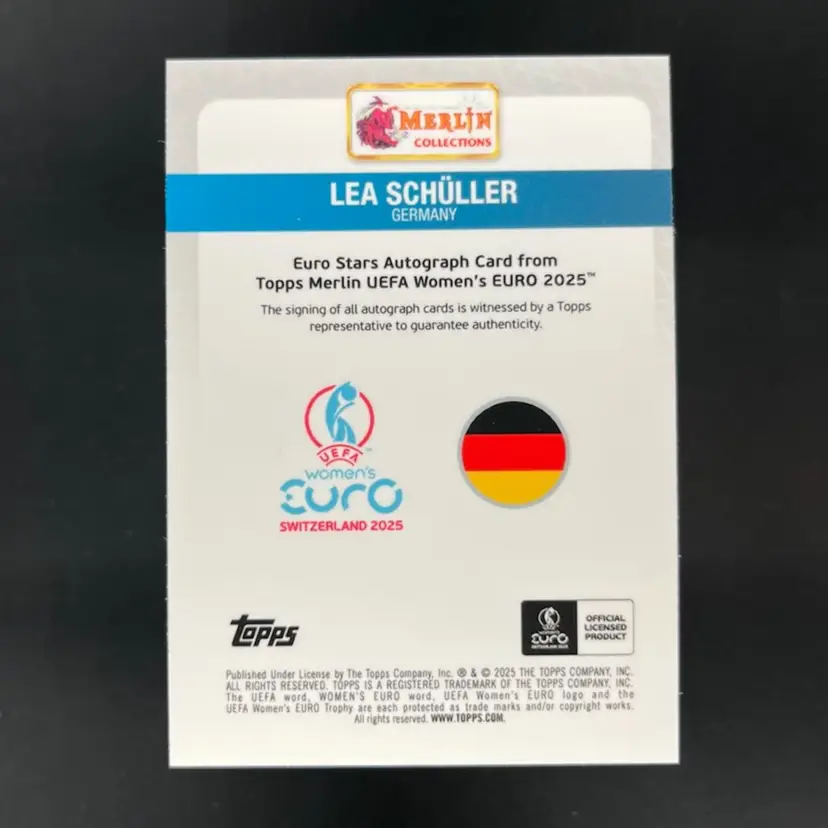 MERLIN
COLLECTIONS
LEA SCHÜLLER
GERMANY
Euro Stars Autograph Card from
Topps Merlin UEFA Women's EURO 2025™
The signing of all autograph cards is witnessed by a Topps
representative to guarantee authenticity.
UEFA
women's
EURO
SWITZERLAND 2025
topps
OFFICIAL
LICENSED
PRODUCT
Published Under License by The Topps Company, Inc. ® & © 2025 THE TOPPS COMPANY, INC.
ALL RIGHTS RESERVED. TOPPS IS A REGISTERED TRADEMARK OF THE TOPPS COMPANY, INC.
The UEFA word, WOMEN'S EURO word, UEFA Women's EURO logo and the
UEFA Women's EURO Trophy are each protected as trade marks and/or copyright works.
All rights reserved. WWW.TOPPS.COM.